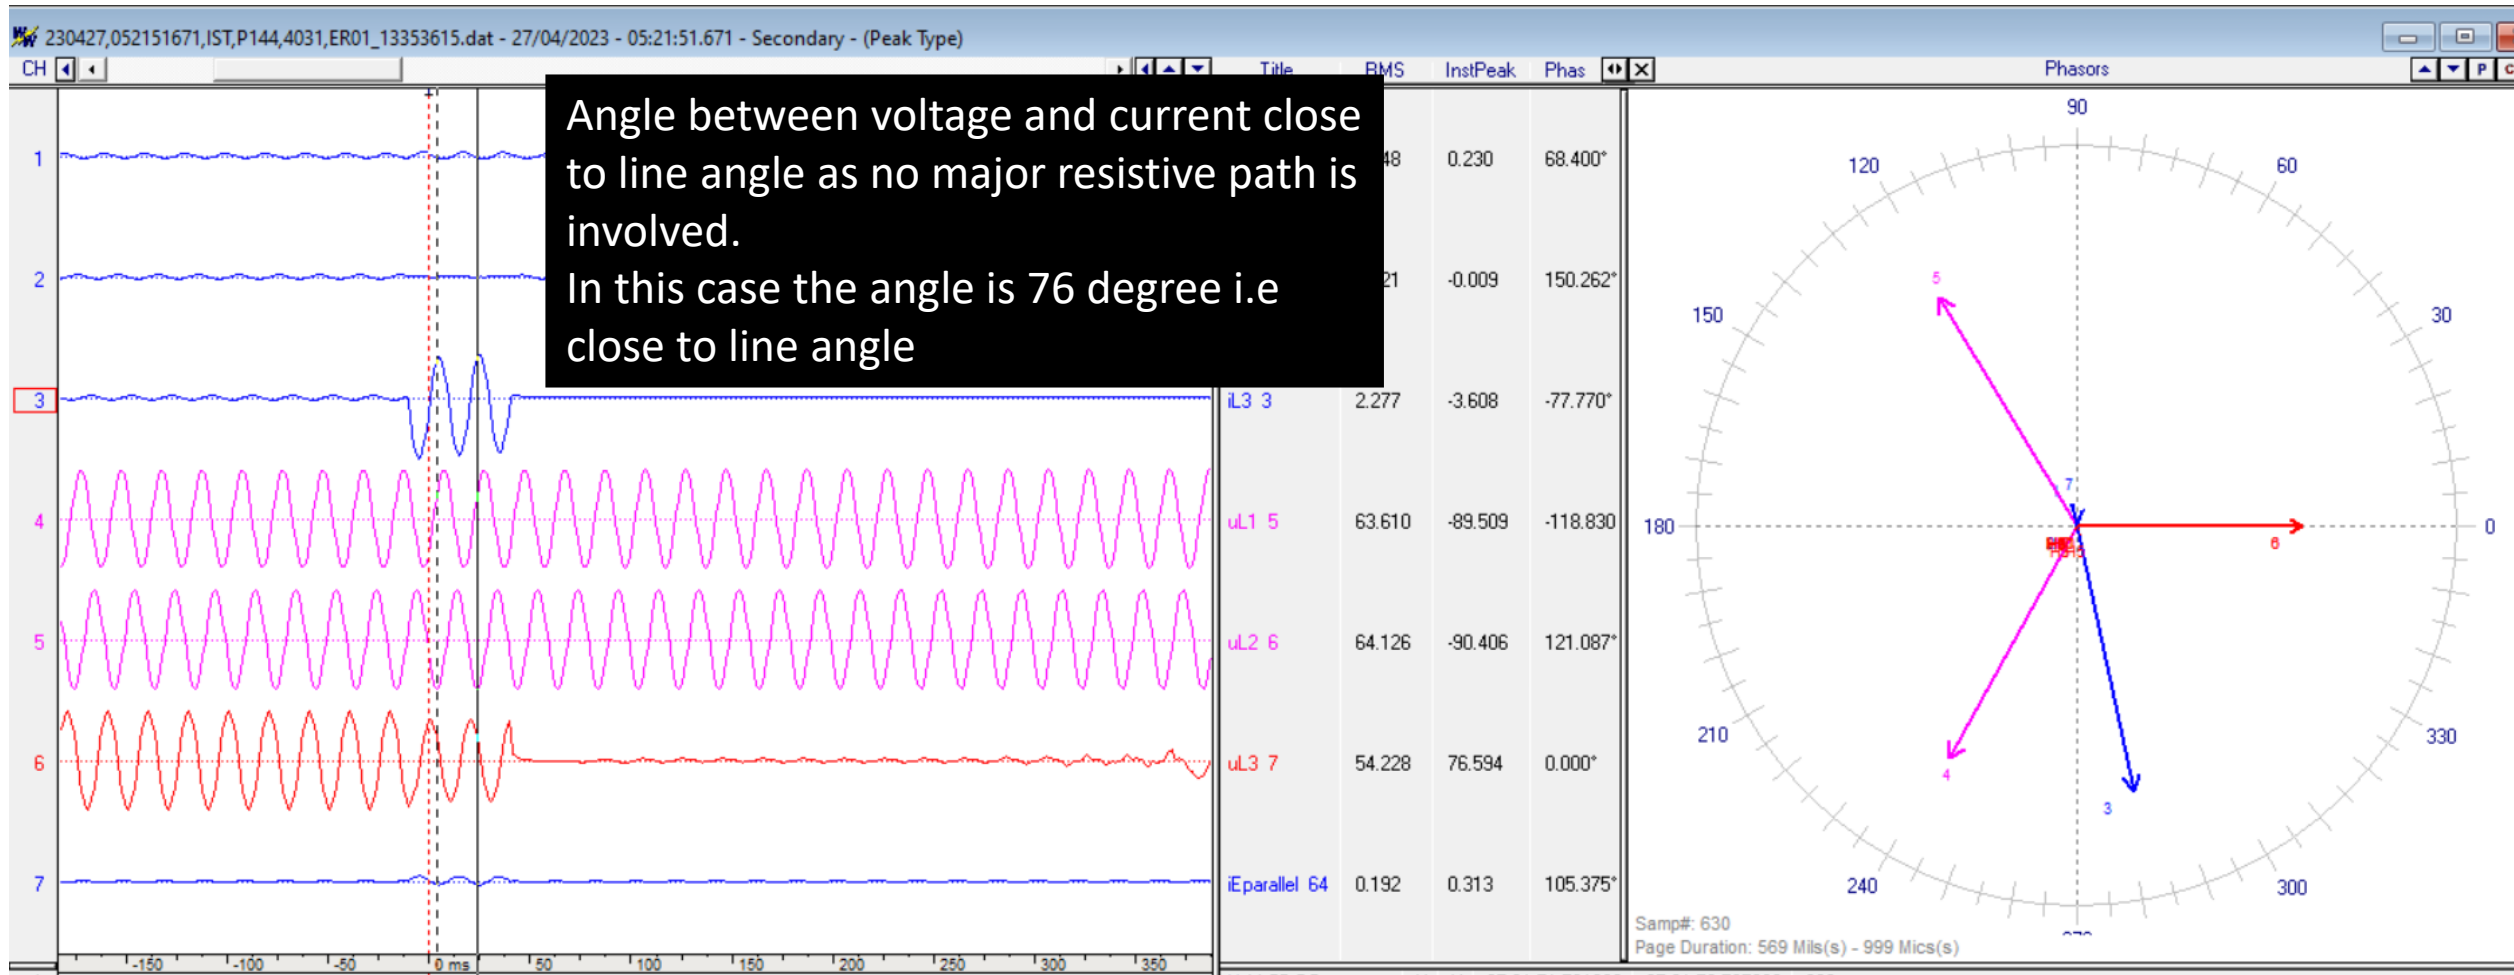 230427,052151671,IST,P144,4031,ER01_13353615.dat - 27/04/2023 - 05:21:51.671 - Secondary - (Peak Type)
CH
Title RMS InstPeak Phas
Phasors
P
Angle between voltage and current close
to line angle as no major resistive path is
involved.
In this case the angle is 76 degree i.e
close to line angle
1
48 0.230 68.400°
2
21 -0.009 150.262°
3
iL3 3 2.277 -3.608 -77.770°
4
uL1 5 63.610 -89.509 -118.830
5
uL2 6 64.126 -90.406 121.087°
6
uL3 7 54.228 76.594 0.000°
7
iEparallel 64 0.192 0.313 105.375°
-150 -100 -50 0 ms 50 100 150 200 250 300 350
90
120 60
5
150 30
7
180 0
6
210 330
4
3
240 300
Samp#: 630
Page Duration: 569 Mils(s) - 999 Mics(s)